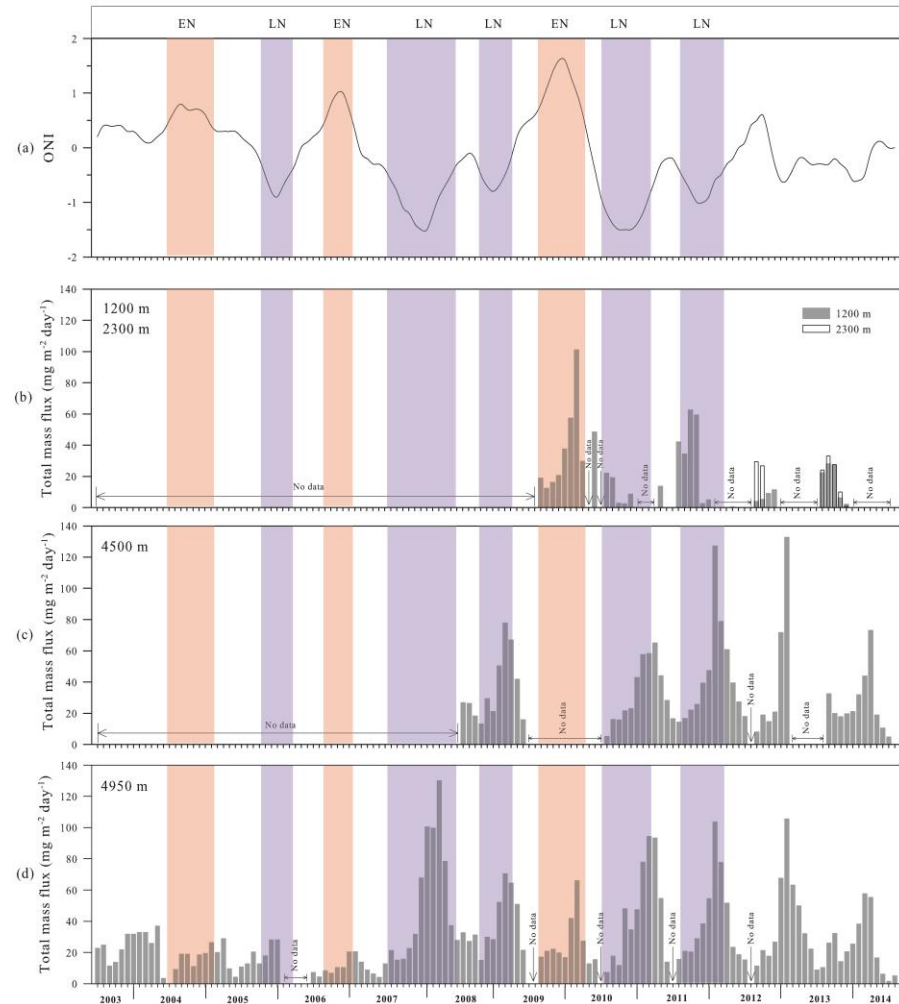 EN LN EN LN LN EN LN LN
2
1
(a) ONI 0
-1
-2
140
1200 m
120
2300 m
1200 m
2300 m
100
80
(b) Total mass flux (mg m⁻² day⁻¹)
60
40
20
0
No data No data No data No data No data No data No data
140
4500 m
120
100
80
(c) Total mass flux (mg m⁻² day⁻¹)
60
40
20
0
No data No data No data No data
140
4950 m
120
100
80
(d) Total mass flux (mg m⁻² day⁻¹)
60
40
20
0
No data No data No data No data No data
2003 2004 2005 2006 2007 2008 2009 2010 2011 2012 2013 2014